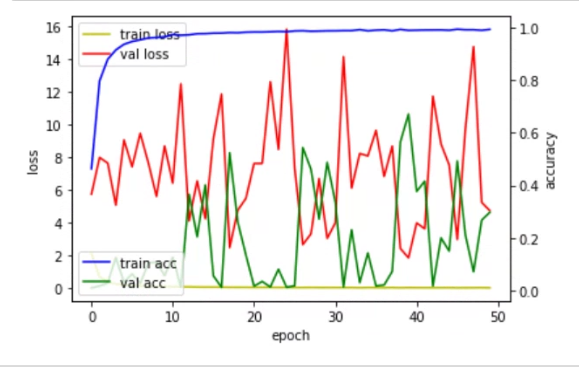 train loss
val loss
train acc
val acc
16
14
12
10
8
6
4
2
0
loss
1.0
0.8
0.6
0.4
0.2
0.0
accuracy
0 10 20 30 40 50
epoch